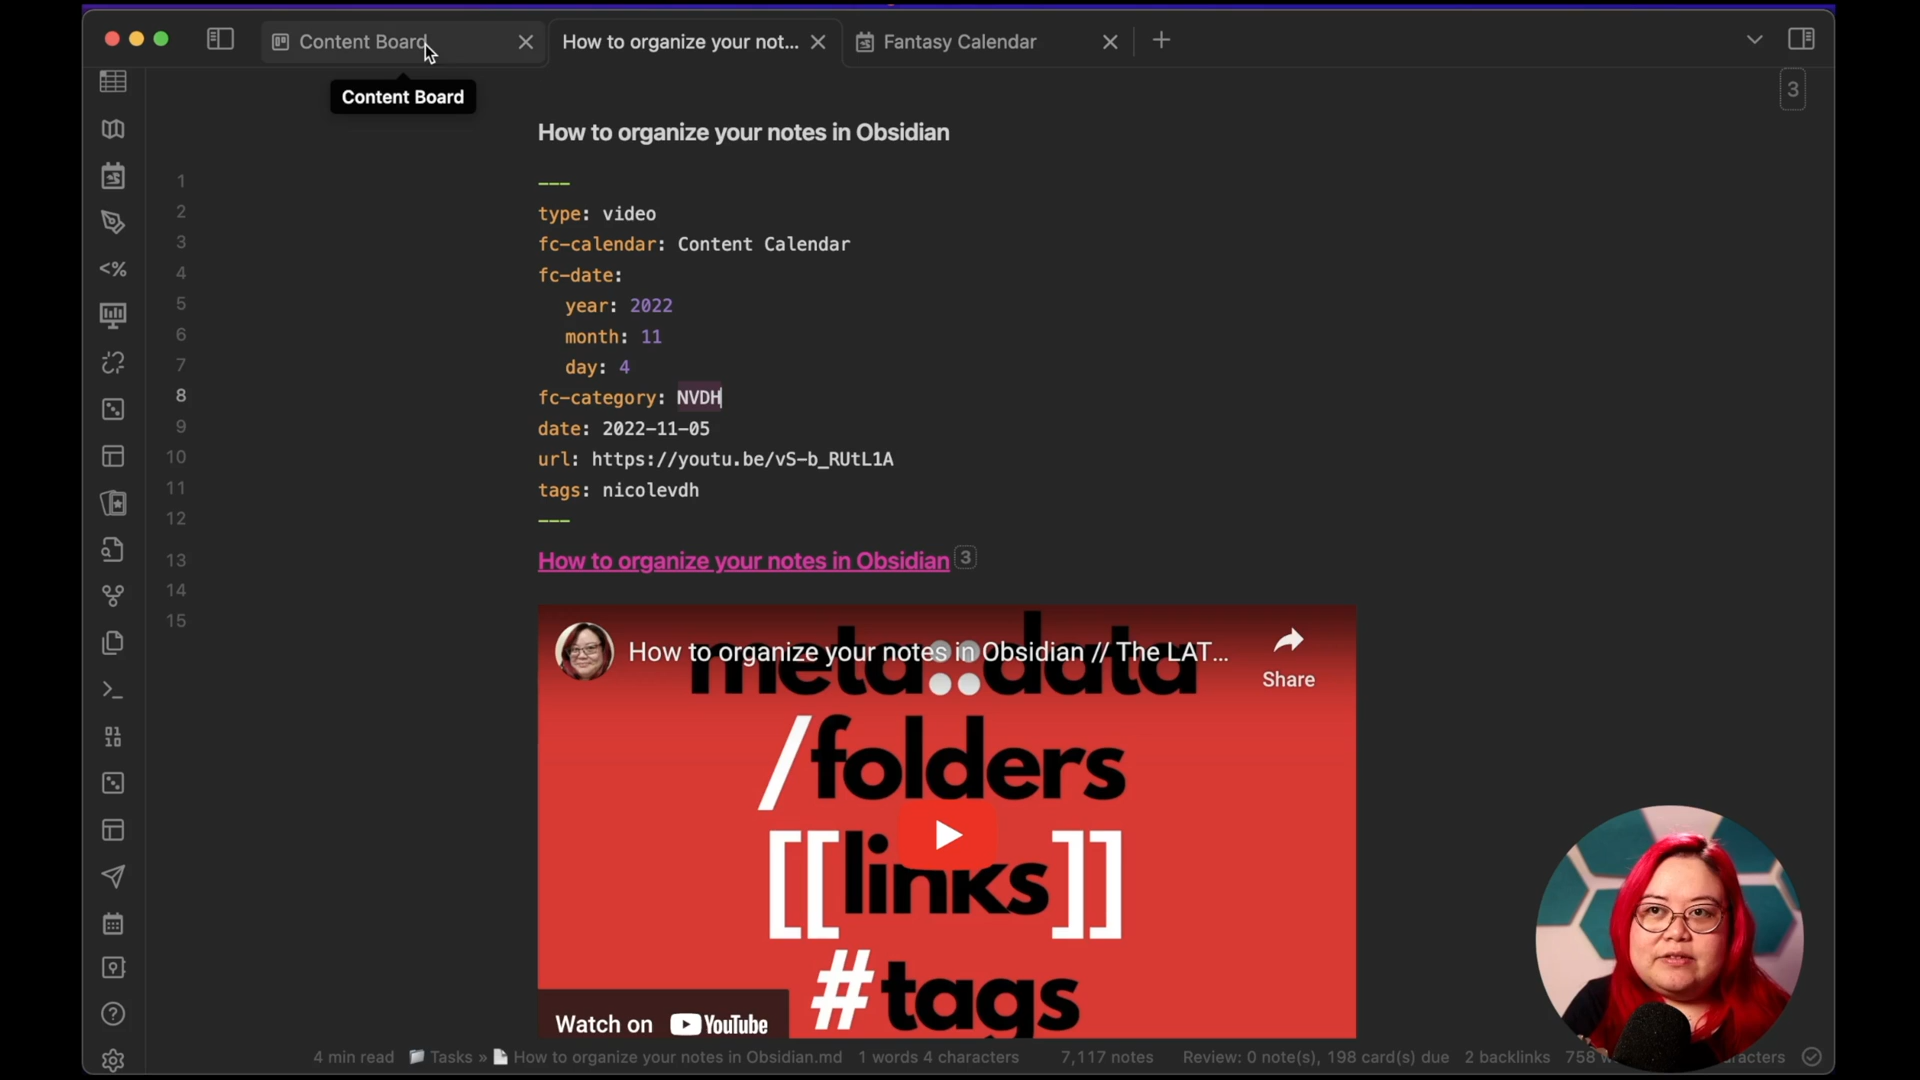 Content Board
How to organize your not...
Fantasy Calendar
Content Board
3
How to organize your notes in Obsidian
1 ---
2 type: video
3 fc-calendar: Content Calendar
4 fc-date:
5 year: 2022
6 month: 11
7 day: 4
8 fc-category: NVDH
9 date: 2022-11-05
10 url: https://youtu.be/vS-b_RUtL1A
11 tags: nicolevdh
12 ---
13 How to organize your notes in Obsidian 3
14
15
<%
How to organize your notes in Obsidian // The LAT...
Share
meta::data
/folders
[[links]]
#tags
Watch on YouTube
4 min read Tasks » How to organize your notes in Obsidian.md 1 words 4 characters 7,117 notes Review: 0 note(s), 198 card(s) due 2 backlinks 758